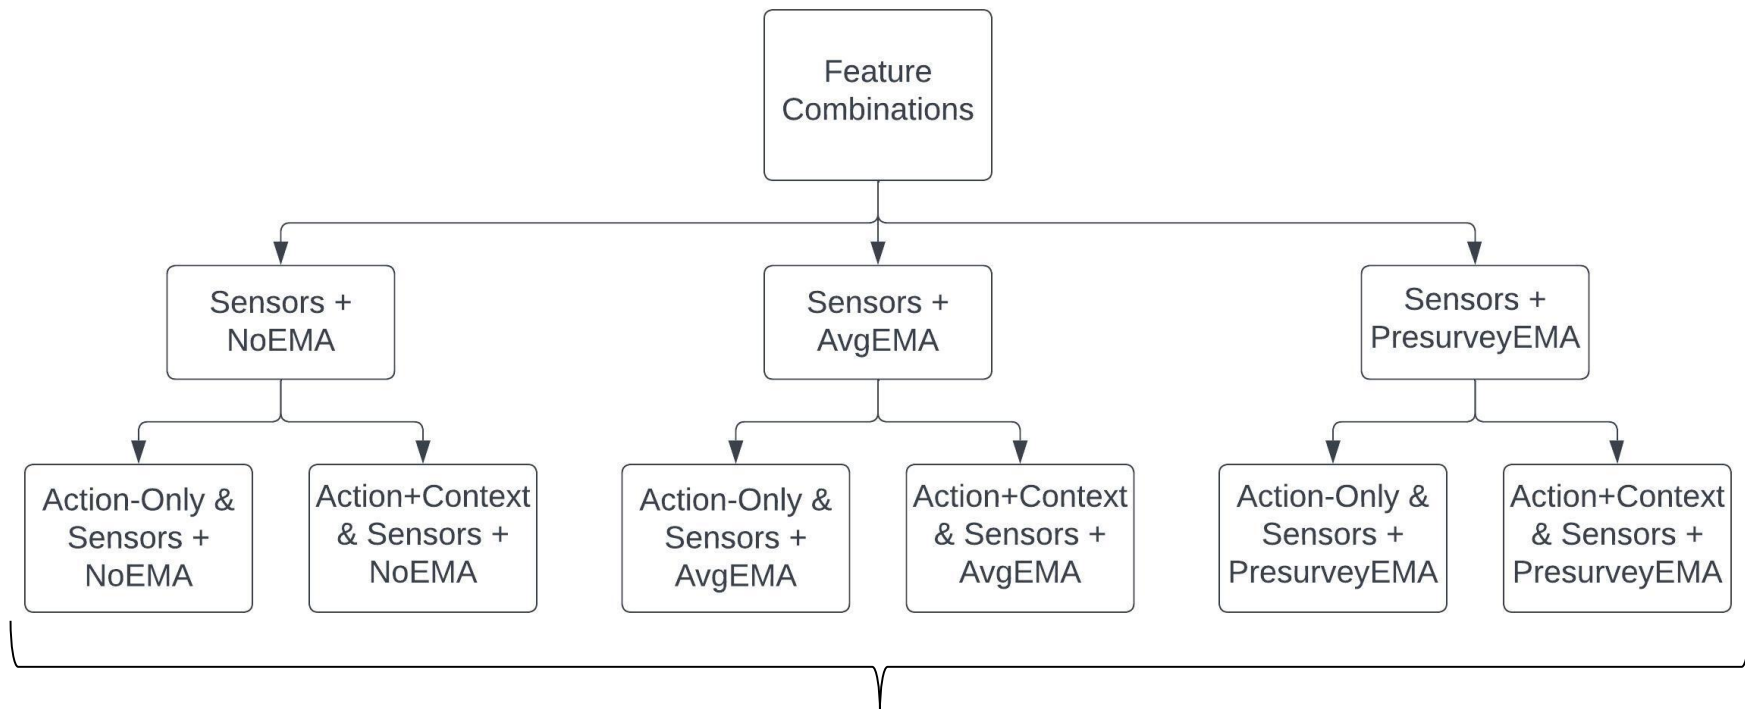 Feature
Combinations
Sensors +
NoEMA
Sensors +
AvgEMA
Sensors +
PresurveyEMA
Action-Only &
Sensors +
NoEMA
Action+Context
& Sensors +
NoEMA
Action-Only &
Sensors +
AvgEMA
Action+Context
& Sensors +
AvgEMA
Action-Only &
Sensors +
PresurveyEMA
Action+Context
& Sensors +
PresurveyEMA